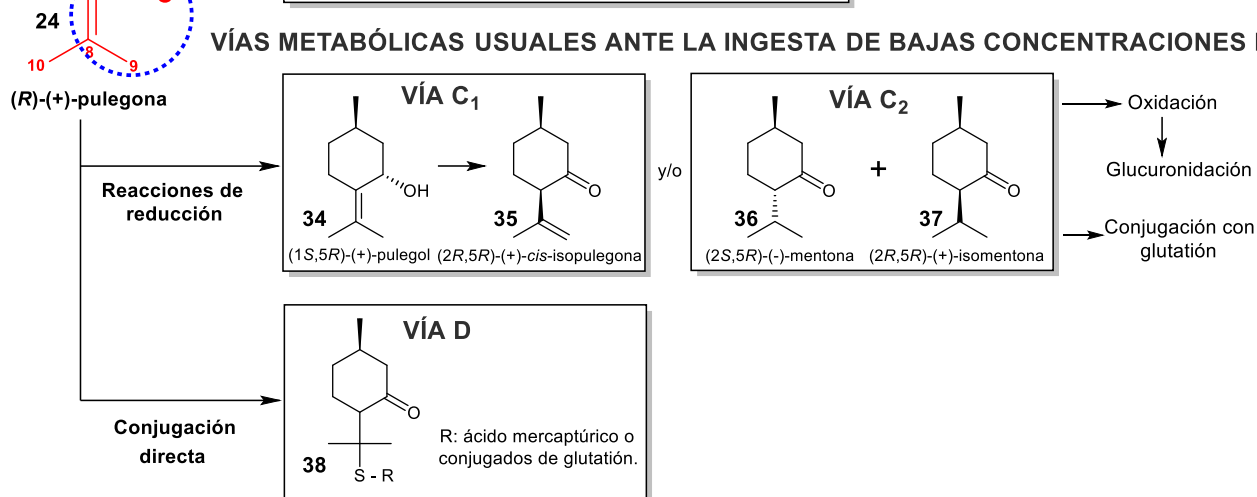 24
8
10
9
(R)-(+)-pulegona
VÍAS METABÓLICAS USUALES ANTE LA INGESTA DE BAJAS CONCENTRACIONES
Reacciones de
reducción
VÍA C1
OH
34
(1S,5R)-(+)-pulegol
O
35
(2R,5R)-(+)-cis-isopulegona
y/o
VÍA C2
O
36
(2S,5R)-(-)-mentona
+
O
37
(2R,5R)-(+)-isomentona
Oxidación
Glucuronidación
Conjugación con
glutatión
Conjugación
directa
VÍA D
O
38
S - R
R: ácido mercaptúrico o
conjugados de glutatión.